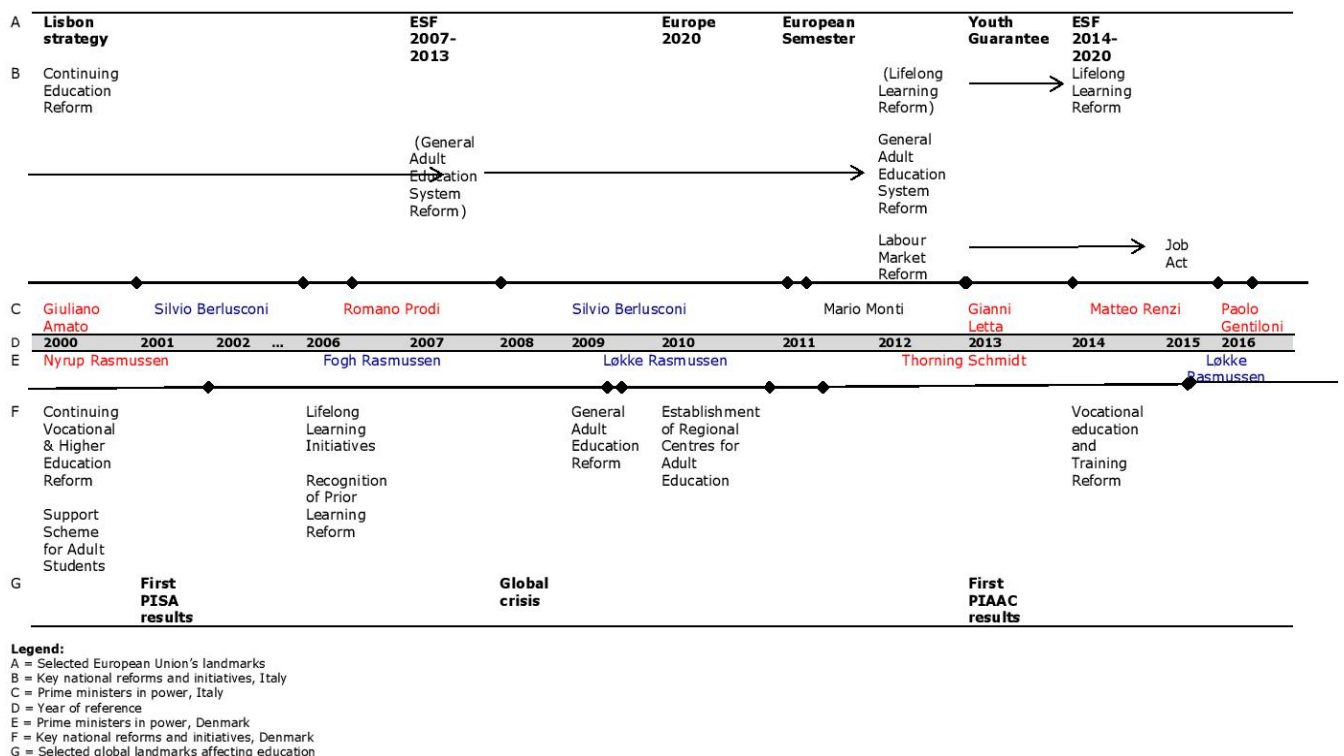 A
Lisbon
strategy
ESF
2007-
2013
Europe
2020
European
Semester
Youth
Guarantee
ESF
2014-
2020
B
Continuing
Education
Reform
(Lifelong
Learning
Reform)
Lifelong
Learning
Reform
(General
Adult
Education
System
Reform)
General
Adult
Education
System
Reform
Labour
Market
Reform
Job
Act
C
Giuliano
Amato
Silvio Berlusconi
Romano Prodi
Silvio Berlusconi
Mario Monti
Gianni
Letta
Matteo Renzi
Paolo
Gentiloni
D 2000 2001 2002 ... 2006 2007 2008 2009 2010 2011 2012 2013 2014 2015 2016
E
Nyrup Rasmussen
Fogh Rasmussen
Løkke Rasmussen
Thorning Schmidt
Løkke
Rasmussen
F
Continuing
Vocational
& Higher
Education
Reform
Support
Scheme
for Adult
Students
Lifelong
Learning
Initiatives
Recognition
of Prior
Learning
Reform
General
Adult
Education
Reform
Establishment
of Regional
Centres for
Adult
Education
Vocational
education
and
Training
Reform
G
First
PISA
results
Global
crisis
First
PIAAC
results
Legend:
A = Selected European Union's landmarks
B = Key national reforms and initiatives, Italy
C = Prime ministers in power, Italy
D = Year of reference
E = Prime ministers in power, Denmark
F = Key national reforms and initiatives, Denmark
G = Selected global landmarks affecting education